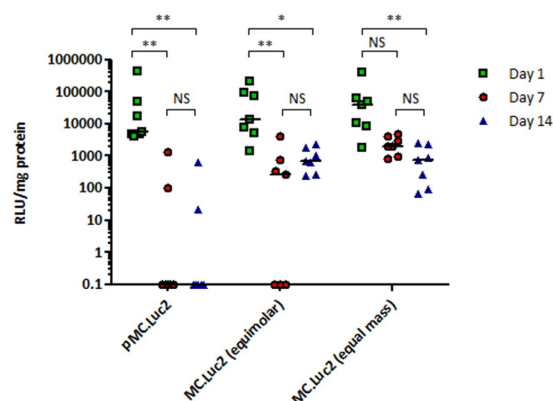 ** * **
** ** NS
NS NS NS
1000000
100000
10000
1000
100
10
1
0.1
RLU/mg protein
pMC.Luc2
MC.Luc2 (equimolar)
MC.Luc2 (equal mass)
Day 1
Day 7
Day 14